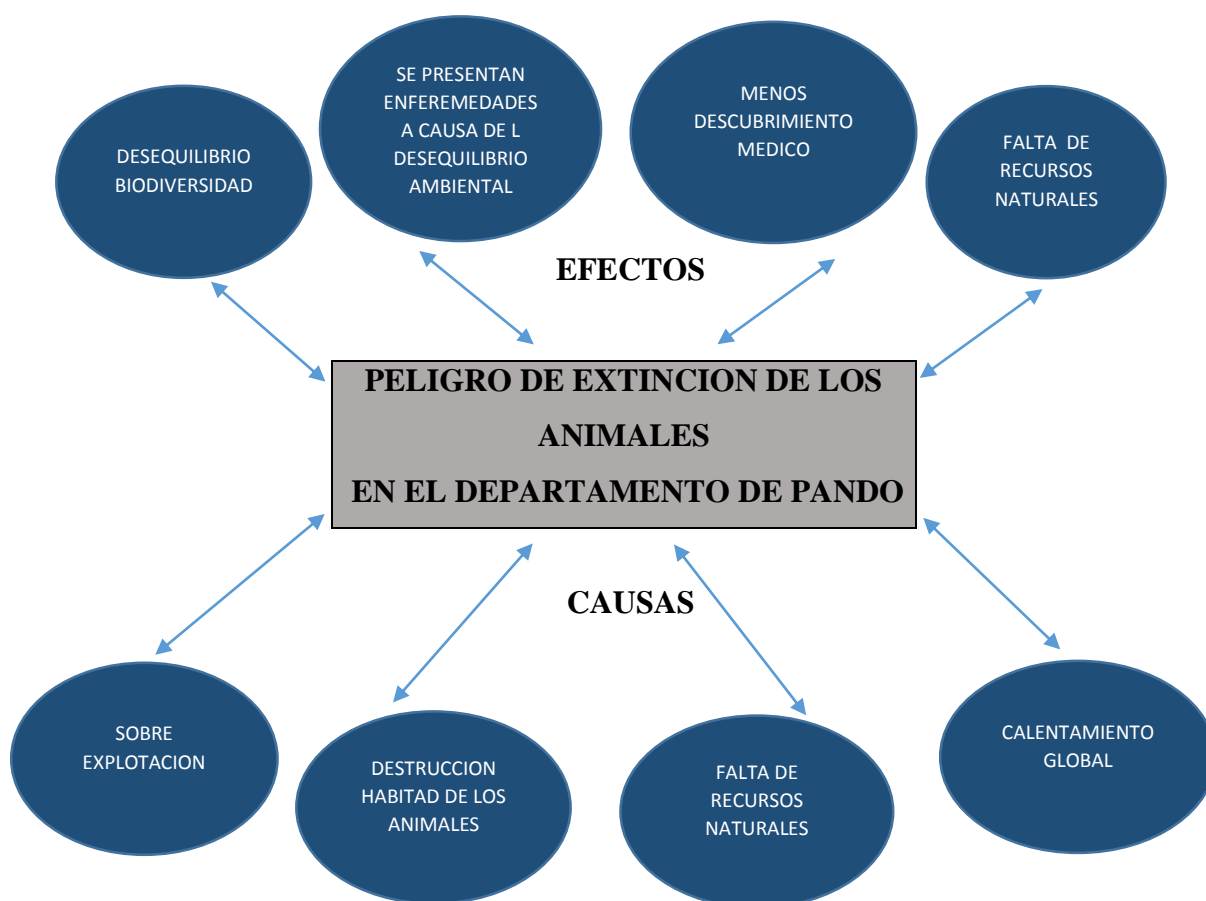 DESEQUILIBRIO
BIODIVERSIDAD
SE PRESENTAN
ENFEREMEDADES
A CAUSA DE L
DESEQUILIBRIO
AMBIENTAL
MENOS
DESCUBRIMIENTO
MEDICO
FALTA DE
RECURSOS
NATURALES
EFECTOS
PELIGRO DE EXTINCION DE LOS
ANIMALES
EN EL DEPARTAMENTO DE PANDO
CAUSAS
SOBRE
EXPLOTACION
DESTRUCCION
HABITAD DE LOS
ANIMALES
FALTA DE
RECURSOS
NATURALES
CALENTAMIENTO
GLOBAL